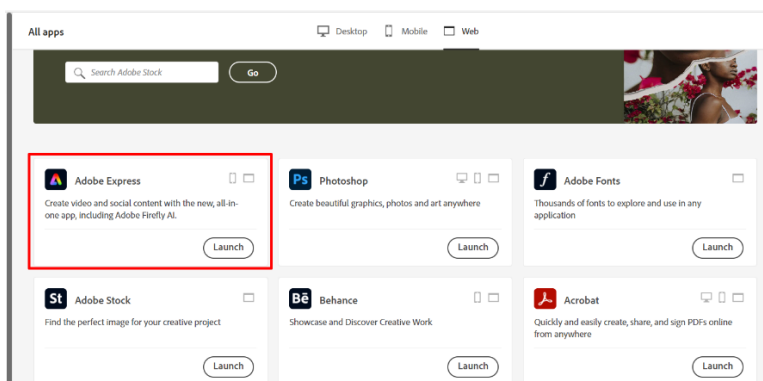 All apps
Desktop
Mobile
Web
Search Adobe Stock
Go
Adobe Express
Create video and social content with the new, all-in-
one app, including Adobe Firefly AI.
Launch
Ps
Photoshop
Create beautiful graphics, photos and art anywhere
Launch
f
Adobe Fonts
Thousands of fonts to explore and use in any
application
Launch
St
Adobe Stock
Find the perfect image for your creative project
Launch
Bē
Behance
Showcase and Discover Creative Work
Launch
Acrobat
Quickly and easily create, share, and sign PDFs online
from anywhere
Launch